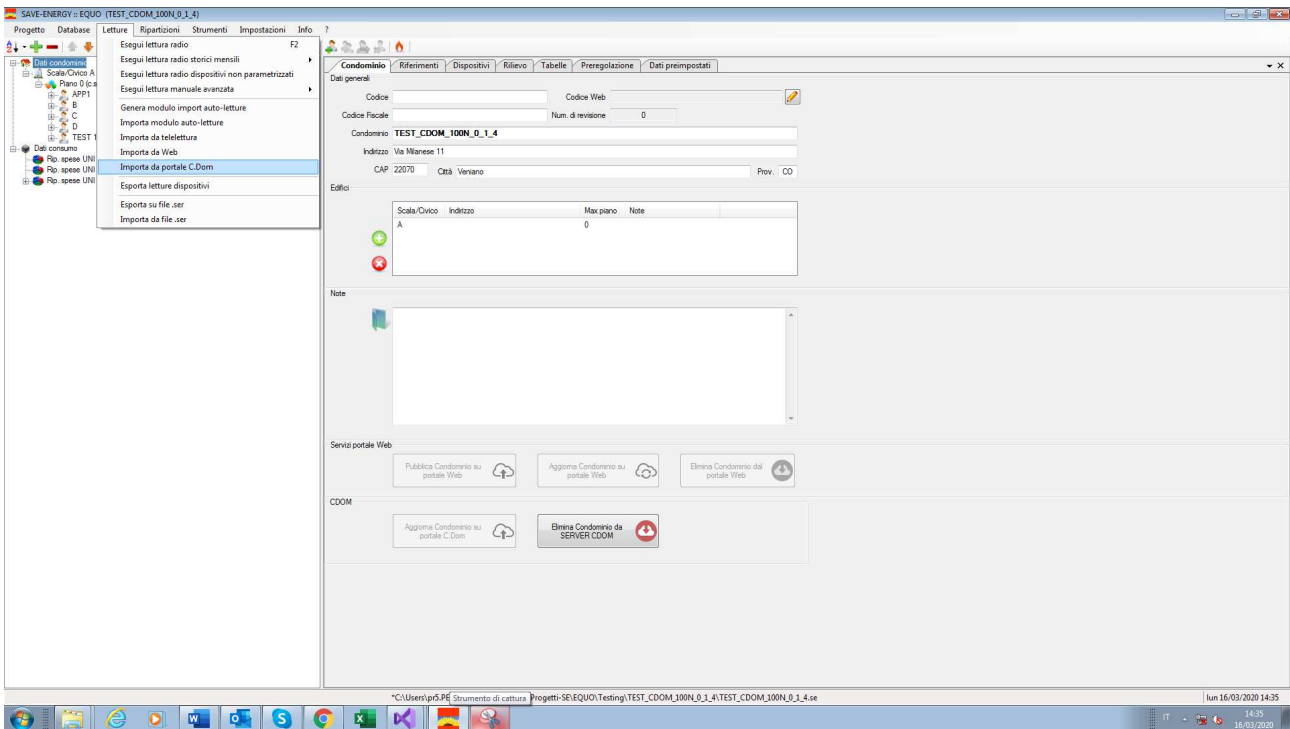 SAVE-ENERGY :: EQUO (TEST_CDOM_100N_0_1_4)
Progetto Database Letture Ripartizioni Strumenti Impostazioni Info ?
Esegui lettura radio F2
Esegui lettura radio storici mensili
Esegui lettura radio dispositivi non parametrizzati
Esegui lettura manuale avanzata
Genera modulo import auto-letture
Importa modulo auto-letture
Importa da telelettura
Importa da Web
Importa da portale C.Dom
Esporta letture dispositivi
Esporta su file .ser
Importa da file .ser
Dati condominio
Scala/Civico A
Piano 0 (c.s
APP1
B
C
D
TEST 1
Dati consumo
Rip. spese UNI
Rip. spese UNI
Rip. spese UNI
Condominio Riferimenti Dispositivi Rilievo Tabelle Preregolazione Dati preimpostati
Dati generali
Codice Codice Web
Codice Fiscale Num. di revisione 0
Condominio TEST_CDOM_100N_0_1_4
Indirizzo Via Milanese 11
CAP 22070 Città Veniano Prov. CO
Edifici
Scala/Civico Indirizzo Max piano Note
A 0
Note
Servizi portale Web
Pubblica Condominio su portale Web
Aggiorna Condominio su portale Web
Elimina Condominio dal portale Web
CDOM
Aggiorna Condominio su portale C.Dom
Elimina Condominio da SERVER CDOM
*C:\Users\pr5.PE Strumento di cattura Progetti-SE\EQUO\Testing\TEST_CDOM_100N_0_1_4\TEST_CDOM_100N_0_1_4.se
lun 16/03/2020 14:35
IT
14:35
16/03/2020